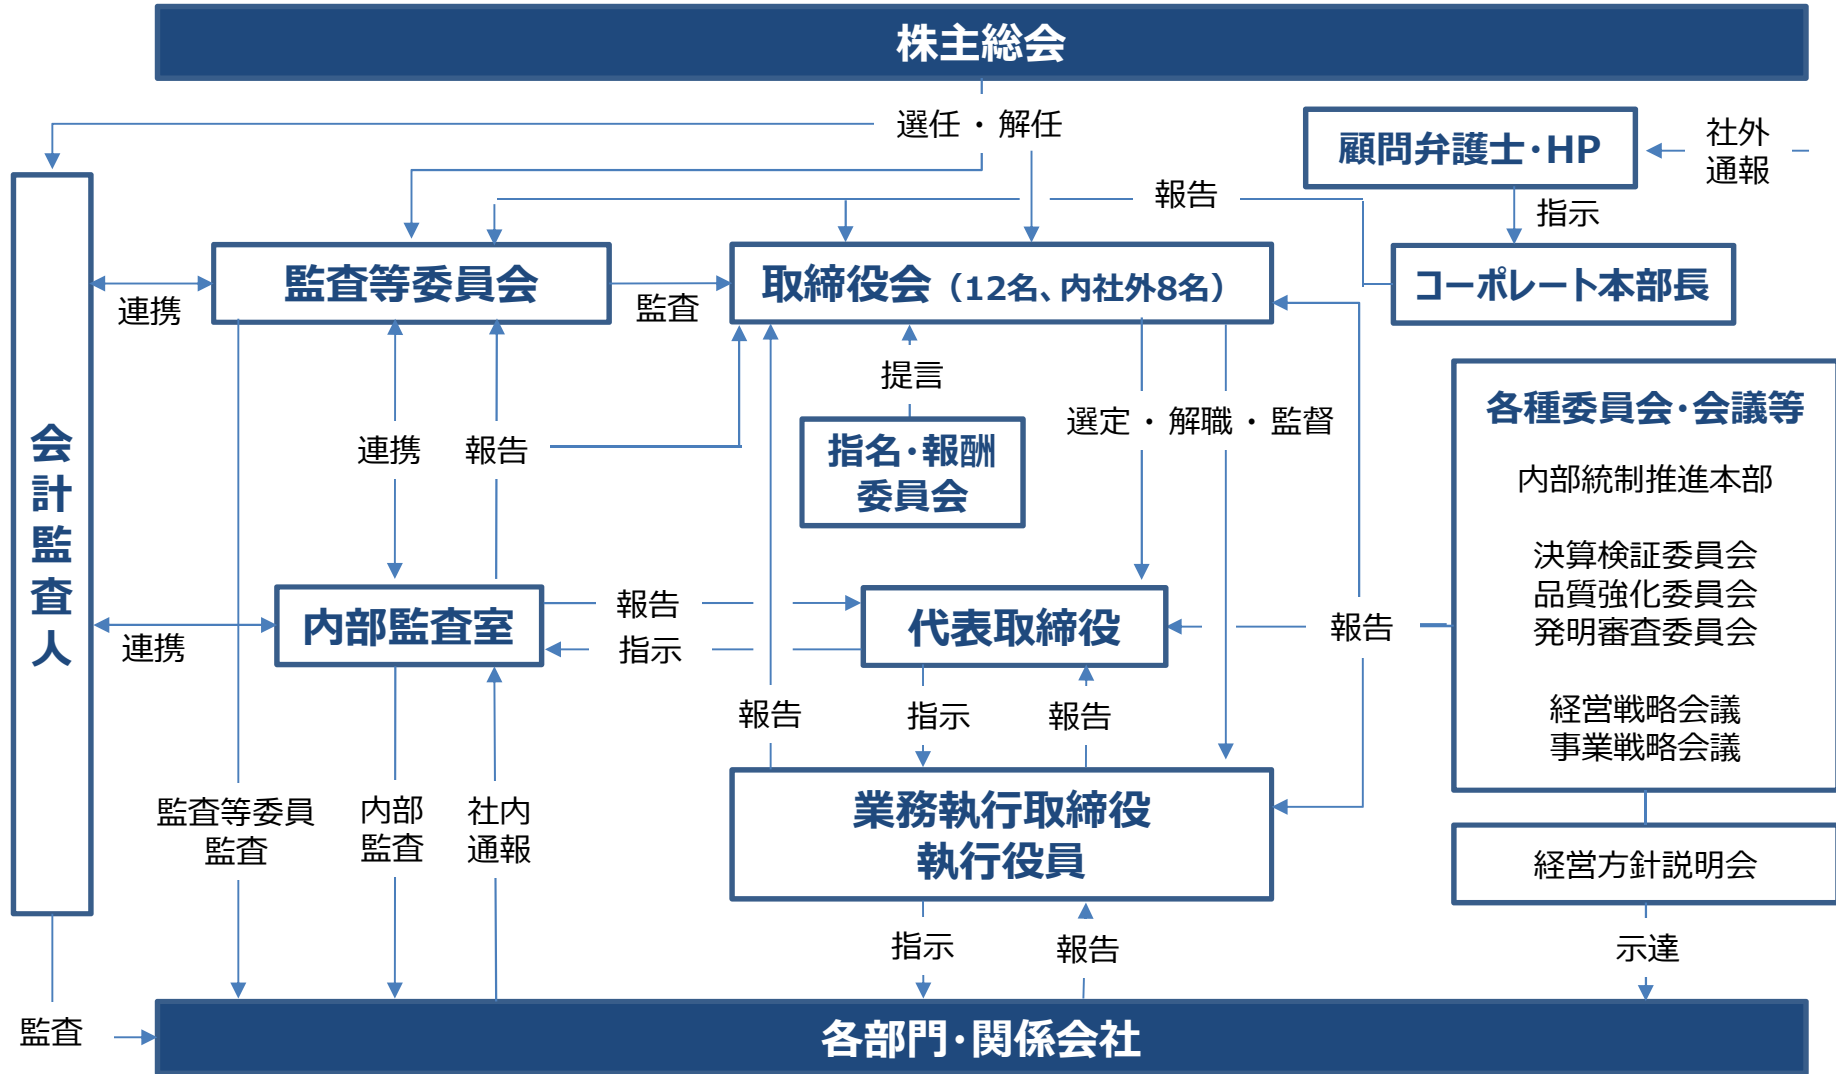 株主総会
選任・解任
顧問弁護士・HP
社外
通報
報告
指示
監査等委員会
取締役会（12名、内社外8名）
コーポレート本部長
連携
監査
提言
各種委員会・会議等
選定・解職・監督
指名・報酬
委員会
連携
報告
内部統制推進本部
会計監査人
決算検証委員会
品質強化委員会
発明審査委員会
内部監査室
報告
指示
代表取締役
報告
連携
経営戦略会議
事業戦略会議
報告
指示
報告
業務執行取締役
執行役員
監査等委員
監査
内部
監査
社内
通報
経営方針説明会
指示
報告
示達
監査
各部門・関係会社